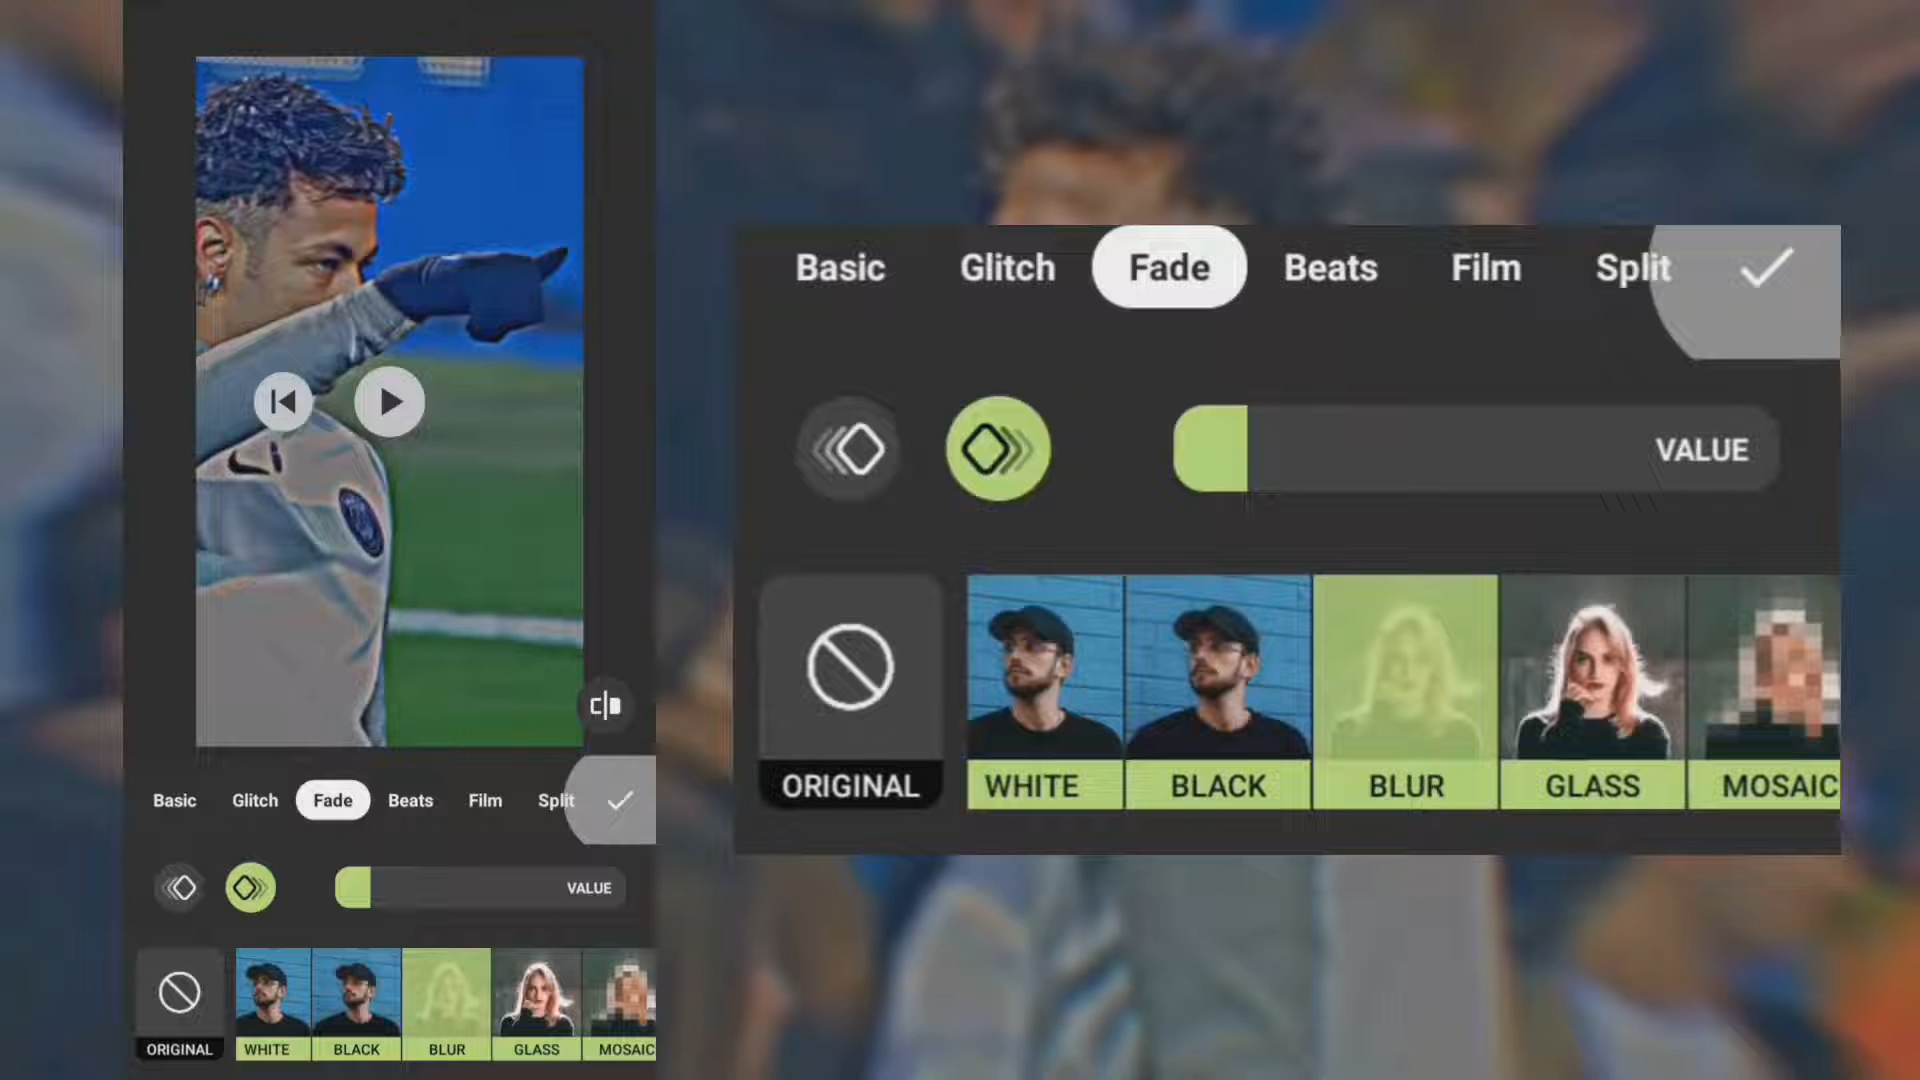 Basic Glitch Fade Beats Film Split
VALUE
ORIGINAL WHITE BLACK BLUR GLASS MOSAIC
Basic Glitch Fade Beats Film Split
VALUE
ORIGINAL WHITE BLACK BLUR GLASS MOSAIC